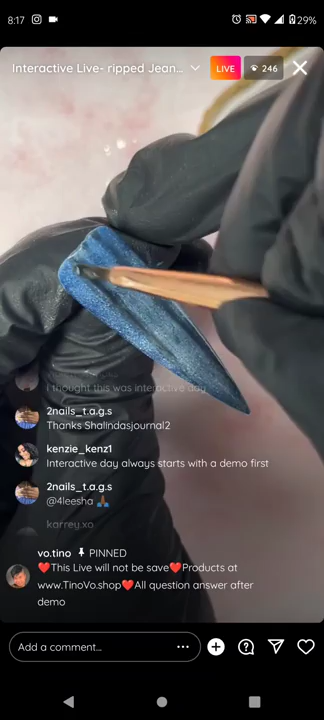 8:17
29%
Interactive Live- ripped Jean...
LIVE
246
I thought this was interactive day
2nails_t.a.g.s
Thanks Shalindasjournal2
kenzie_kenz1
Interactive day always starts with a demo first
2nails_t.a.g.s
@4leesha 🙏🏾
karrey.xo
vo.tino 📌 PINNED
❤️This Live will not be save❤️Products at
www.TinoVo.shop❤️All question answer after
demo
Add a comment...